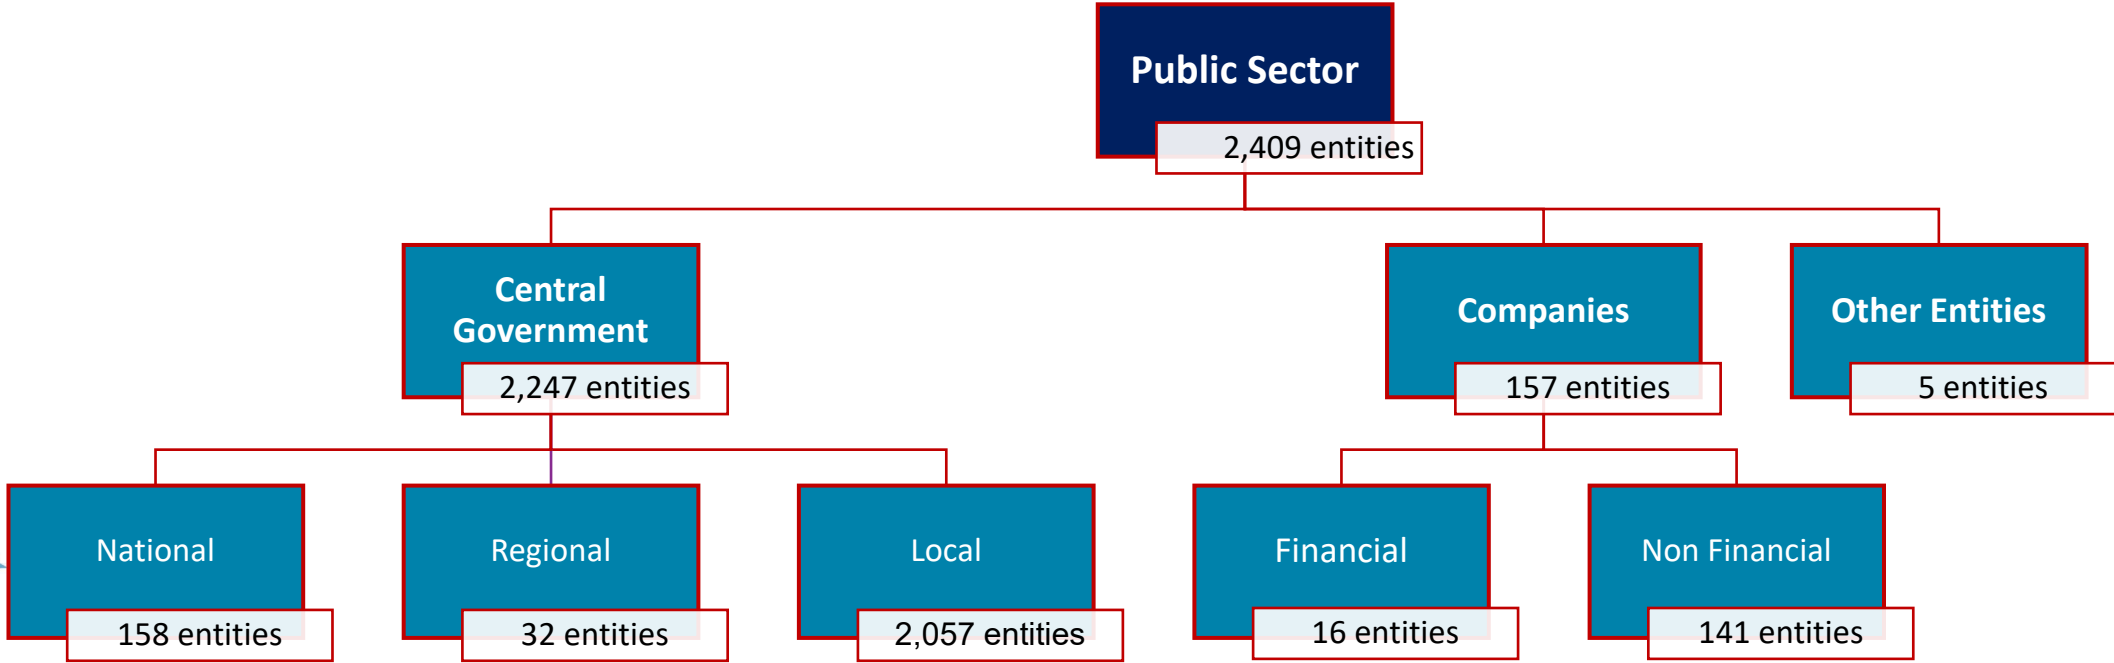 Public Sector
2,409 entities
Central
Government
2,247 entities
Companies
157 entities
Other Entities
5 entities
National
158 entities
Regional
32 entities
Local
2,057 entities
Financial
16 entities
Non Financial
141 entities